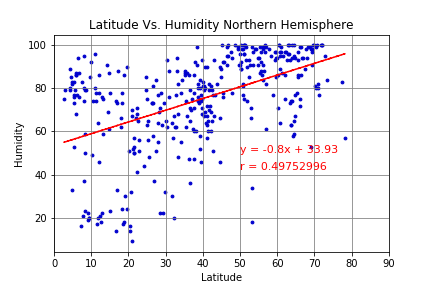 Latitude Vs. Humidity Northern Hemisphere
100
80
60
40
20
Humidity
y = -0.8x + 33.93
r = 0.49752996
0 10 20 30 40 50 60 70 80 90
Latitude